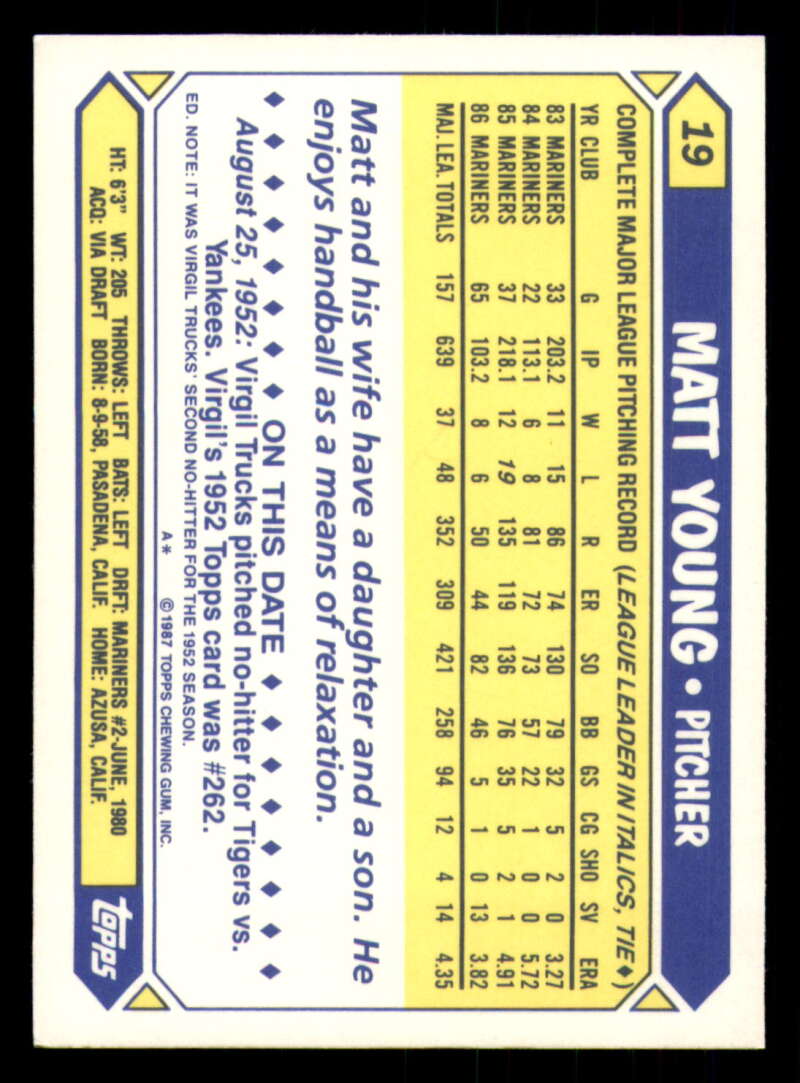 19 MATT YOUNG • PITCHER
COMPLETE MAJOR LEAGUE PITCHING RECORD (LEAGUE LEADER IN ITALICS, TIE♦)
YR CLUB G IP W L R ER SO BB GS CG SHO SV ERA
83 MARINERS 33 203.2 11 15 86 74 130 79 32 5 2 0 3.27
84 MARINERS 22 113.1 6 8 81 72 73 57 22 1 0 0 5.72
85 MARINERS 37 218.1 12 19 135 119 136 76 35 5 2 1 4.91
86 MARINERS 65 103.2 8 6 50 44 82 46 5 1 0 13 3.82
MAJ. LEA. TOTALS 157 639 37 48 352 309 421 258 94 12 4 14 4.35
Matt and his wife have a daughter and a son. He
enjoys handball as a means of relaxation.
♦ ♦ ♦ ♦ ♦ ♦ ♦ ♦ ON THIS DATE ♦ ♦ ♦ ♦ ♦ ♦ ♦ ♦
August 25, 1952: Virgil Trucks pitched no-hitter for Tigers vs.
Yankees. Virgil's 1952 Topps card was #262.
ED. NOTE: IT WAS VIRGIL TRUCKS' SECOND NO-HITTER FOR THE 1952 SEASON.
A* ©1987 TOPPS CHEWING GUM, INC.
HT: 6'3" WT: 205 THROWS: LEFT BATS: LEFT DRFT: MARINERS #2-JUNE, 1980
ACQ: VIA DRAFT BORN: 8-9-58, PASADENA, CALIF. HOME: AZUSA, CALIF.
topps